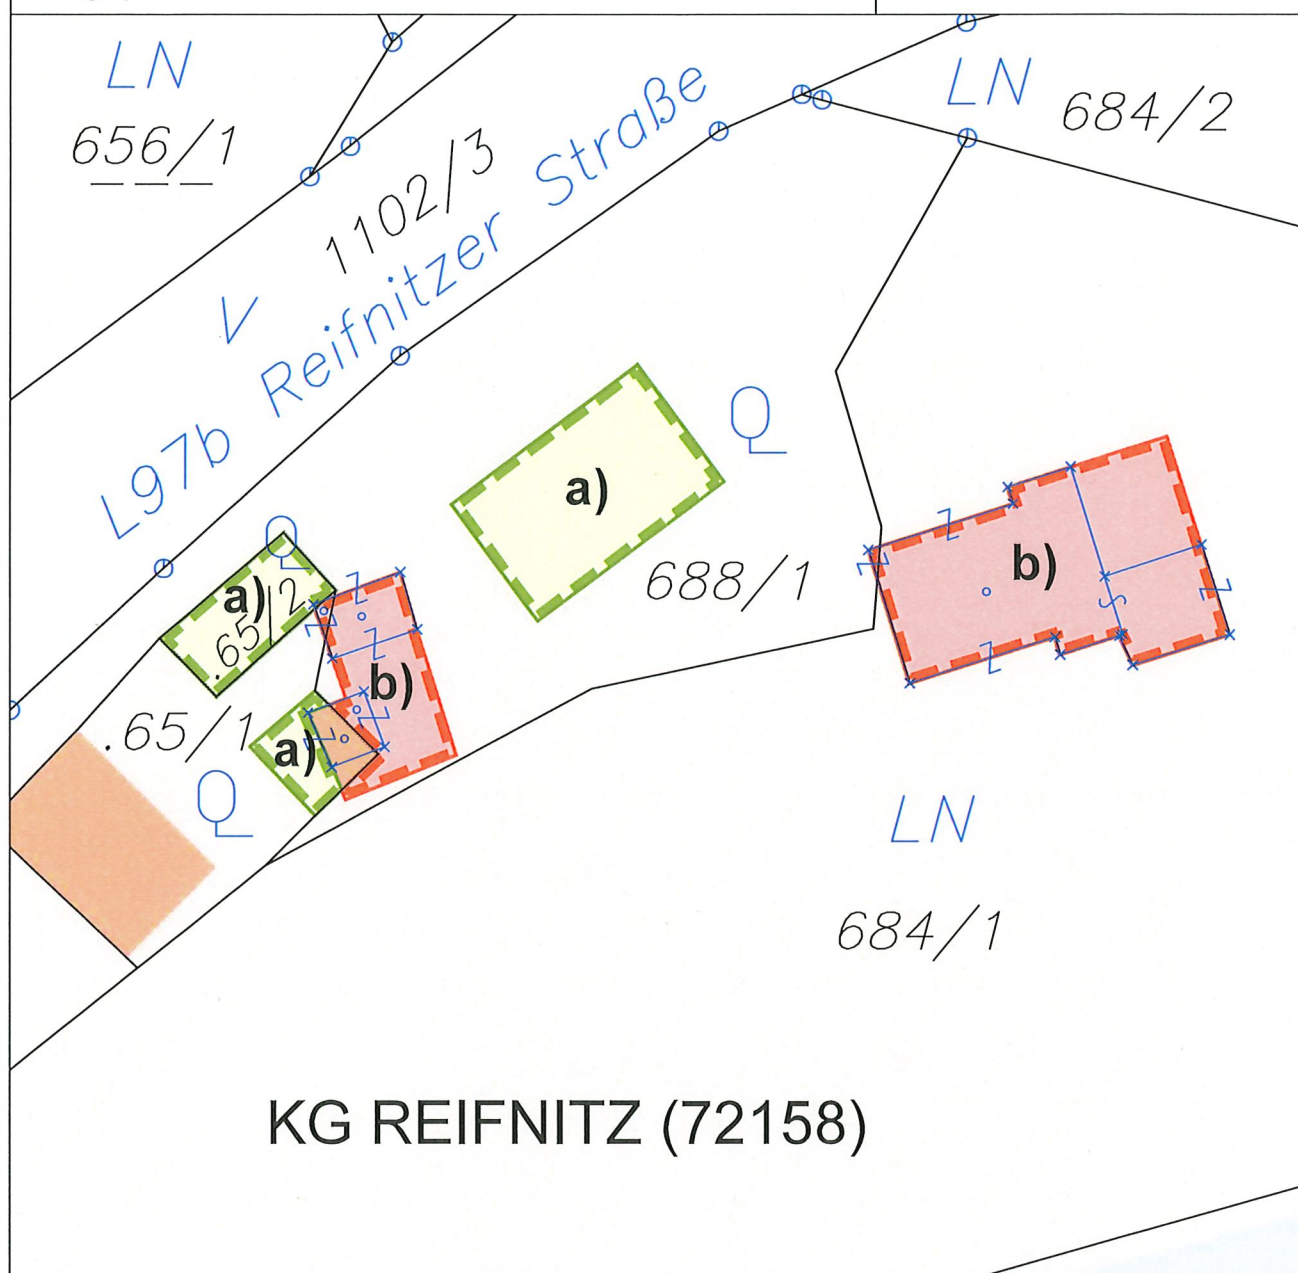 LN
656/1
LN
684/2
1102/3
V
L97b Reifnitzer Straße
Q
a)
688/1
Q
a)
.65/2
Z
Z
Z
b)
Z
Z
Z
S
Z
Z
b)
.65/1
a)
Z
Z
Q
LN
684/1
KG REIFNITZ (72158)